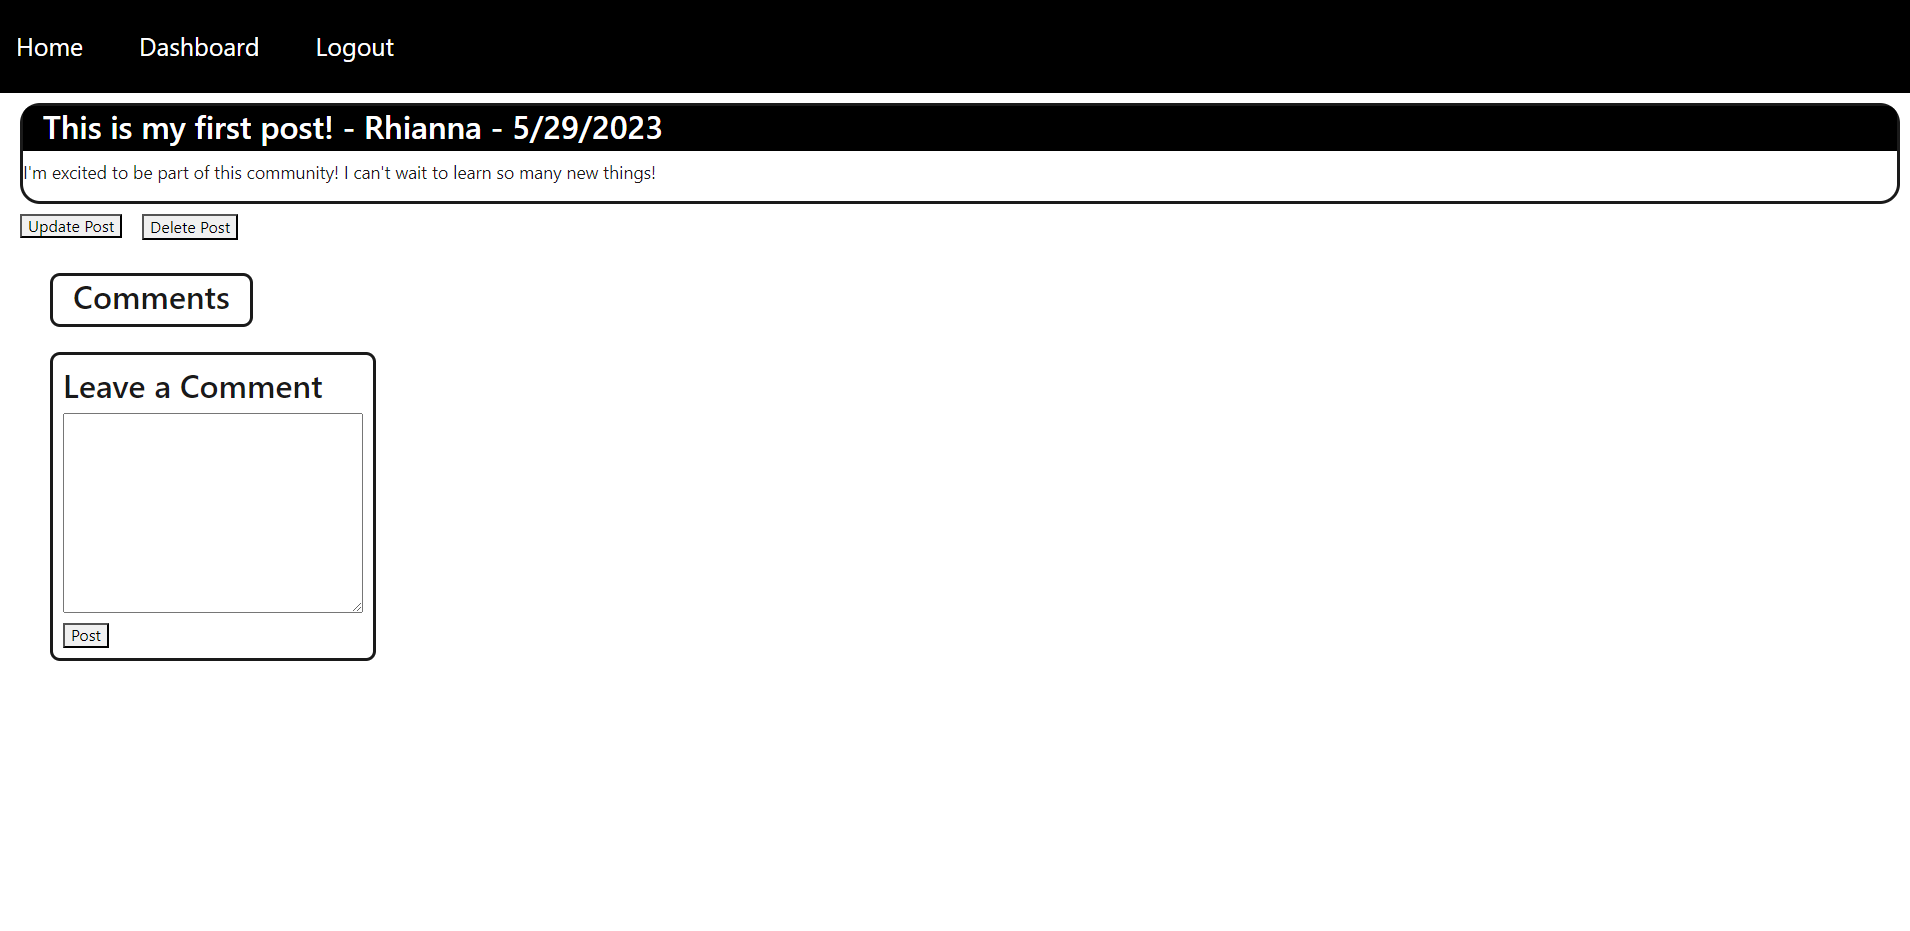 Home Dashboard Logout
This is my first post! - Rhianna - 5/29/2023
I'm excited to be part of this community! I can't wait to learn so many new things!
Update Post Delete Post
Comments
Leave a Comment
Post